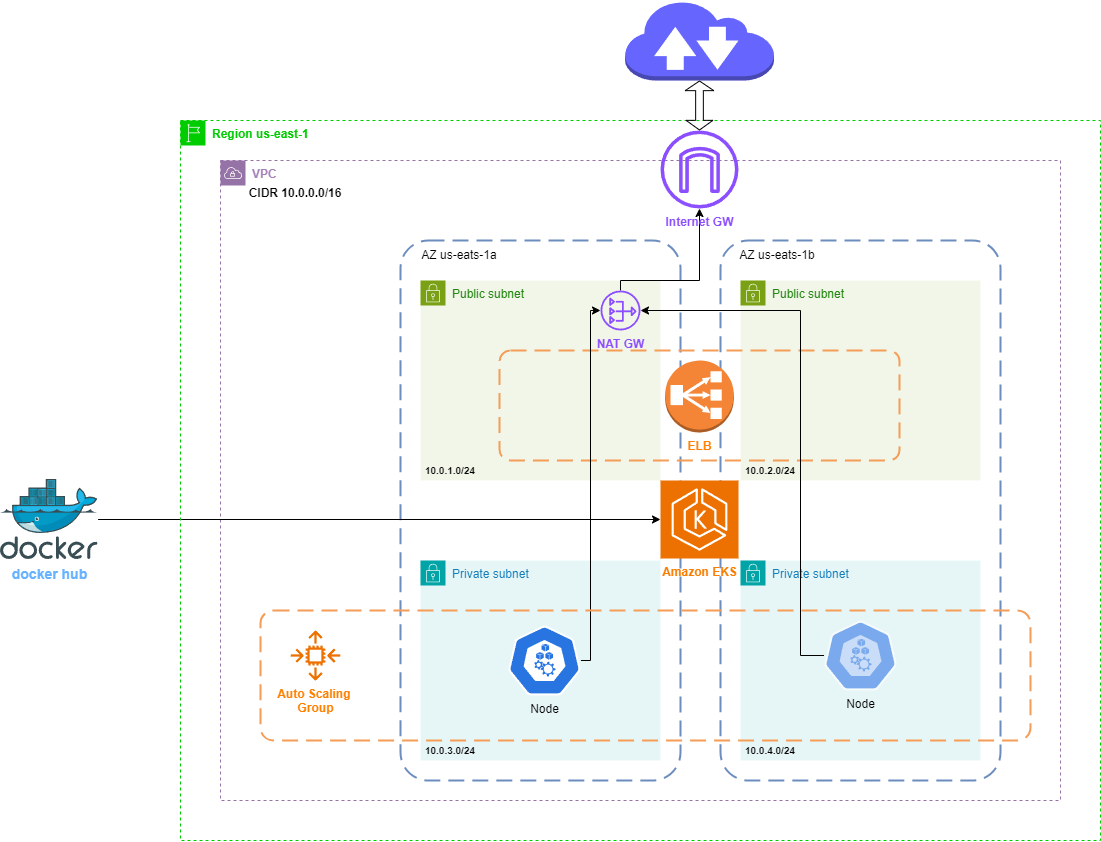 Region us-east-1
VPC
CIDR 10.0.0.0/16
Internet GW
AZ us-eats-1a
AZ us-eats-1b
Public subnet
Public subnet
NAT GW
ELB
10.0.1.0/24
10.0.2.0/24
docker
docker hub
K
Amazon EKS
Private subnet
Private subnet
Auto Scaling
Group
Node
Node
10.0.3.0/24
10.0.4.0/24